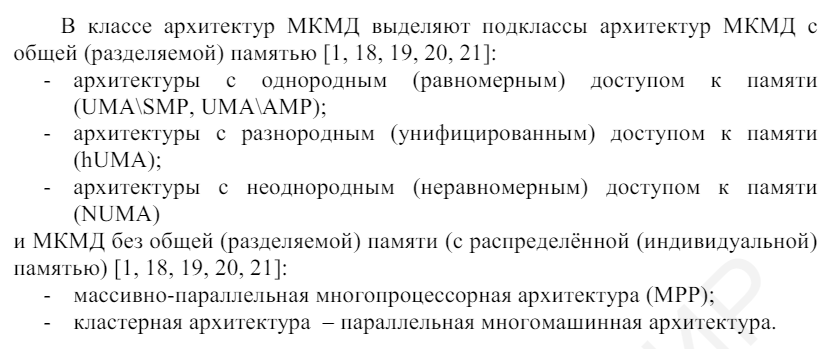 В классе архитектур МКМД выделяют подклассы архитектур МКМД с
общей (разделяемой) памятью [1, 18, 19, 20, 21]:
- архитектуры с однородным (равномерным) доступом к памяти
(UMA\SMP, UMA\AMP);
- архитектуры с разнородным (унифицированным) доступом к памяти
(hUMA);
- архитектуры с неоднородным (неравномерным) доступом к памяти
(NUMA)
и МКМД без общей (разделяемой) памяти (с распределённой (индивидуальной)
памятью) [1, 18, 19, 20, 21]:
- массивно-параллельная многопроцессорная архитектура (MPP);
- кластерная архитектура – параллельная многомашинная архитектура.